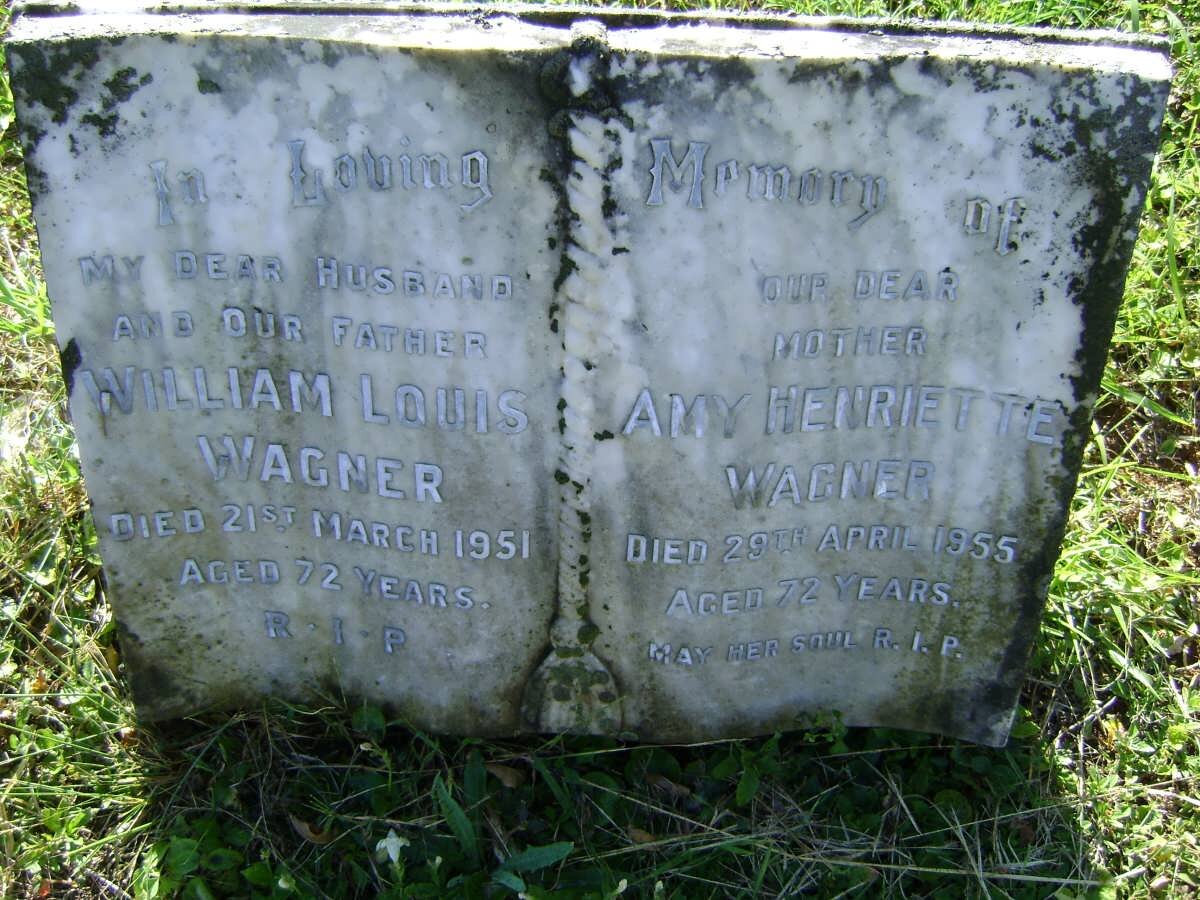 In Loving Memory of
MY DEAR HUSBAND
AND OUR FATHER
WILLIAM LOUIS
WAGNER
DIED 21ST MARCH 1951
AGED 72 YEARS.
R·I·P
OUR DEAR
MOTHER
AMY HENRIETTE
WAGNER
DIED 29TH APRIL 1955
AGED 72 YEARS.
MAY HER SOUL R.I.P.